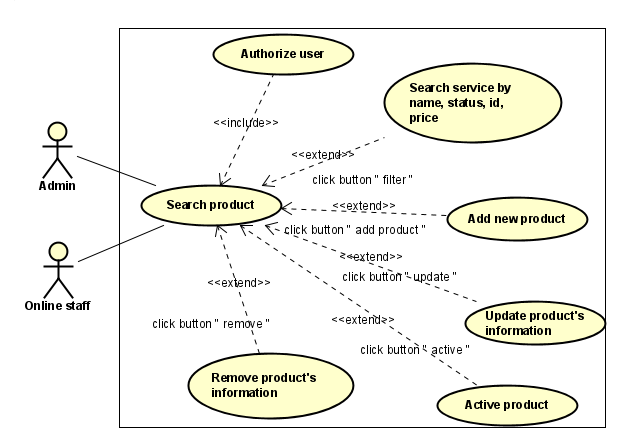 Authorize user
Search service by
name, status, id,
price
<<include>>
<<extend>>
click button " filter "
Admin
Search product
<<extend>>
Add new product
click button " add product "
<<extend>>
click button " update "
Online staff
<<extend>>
click button " remove "
Update product's
information
<<extend>>
click button " active "
Remove product's
information
Active product